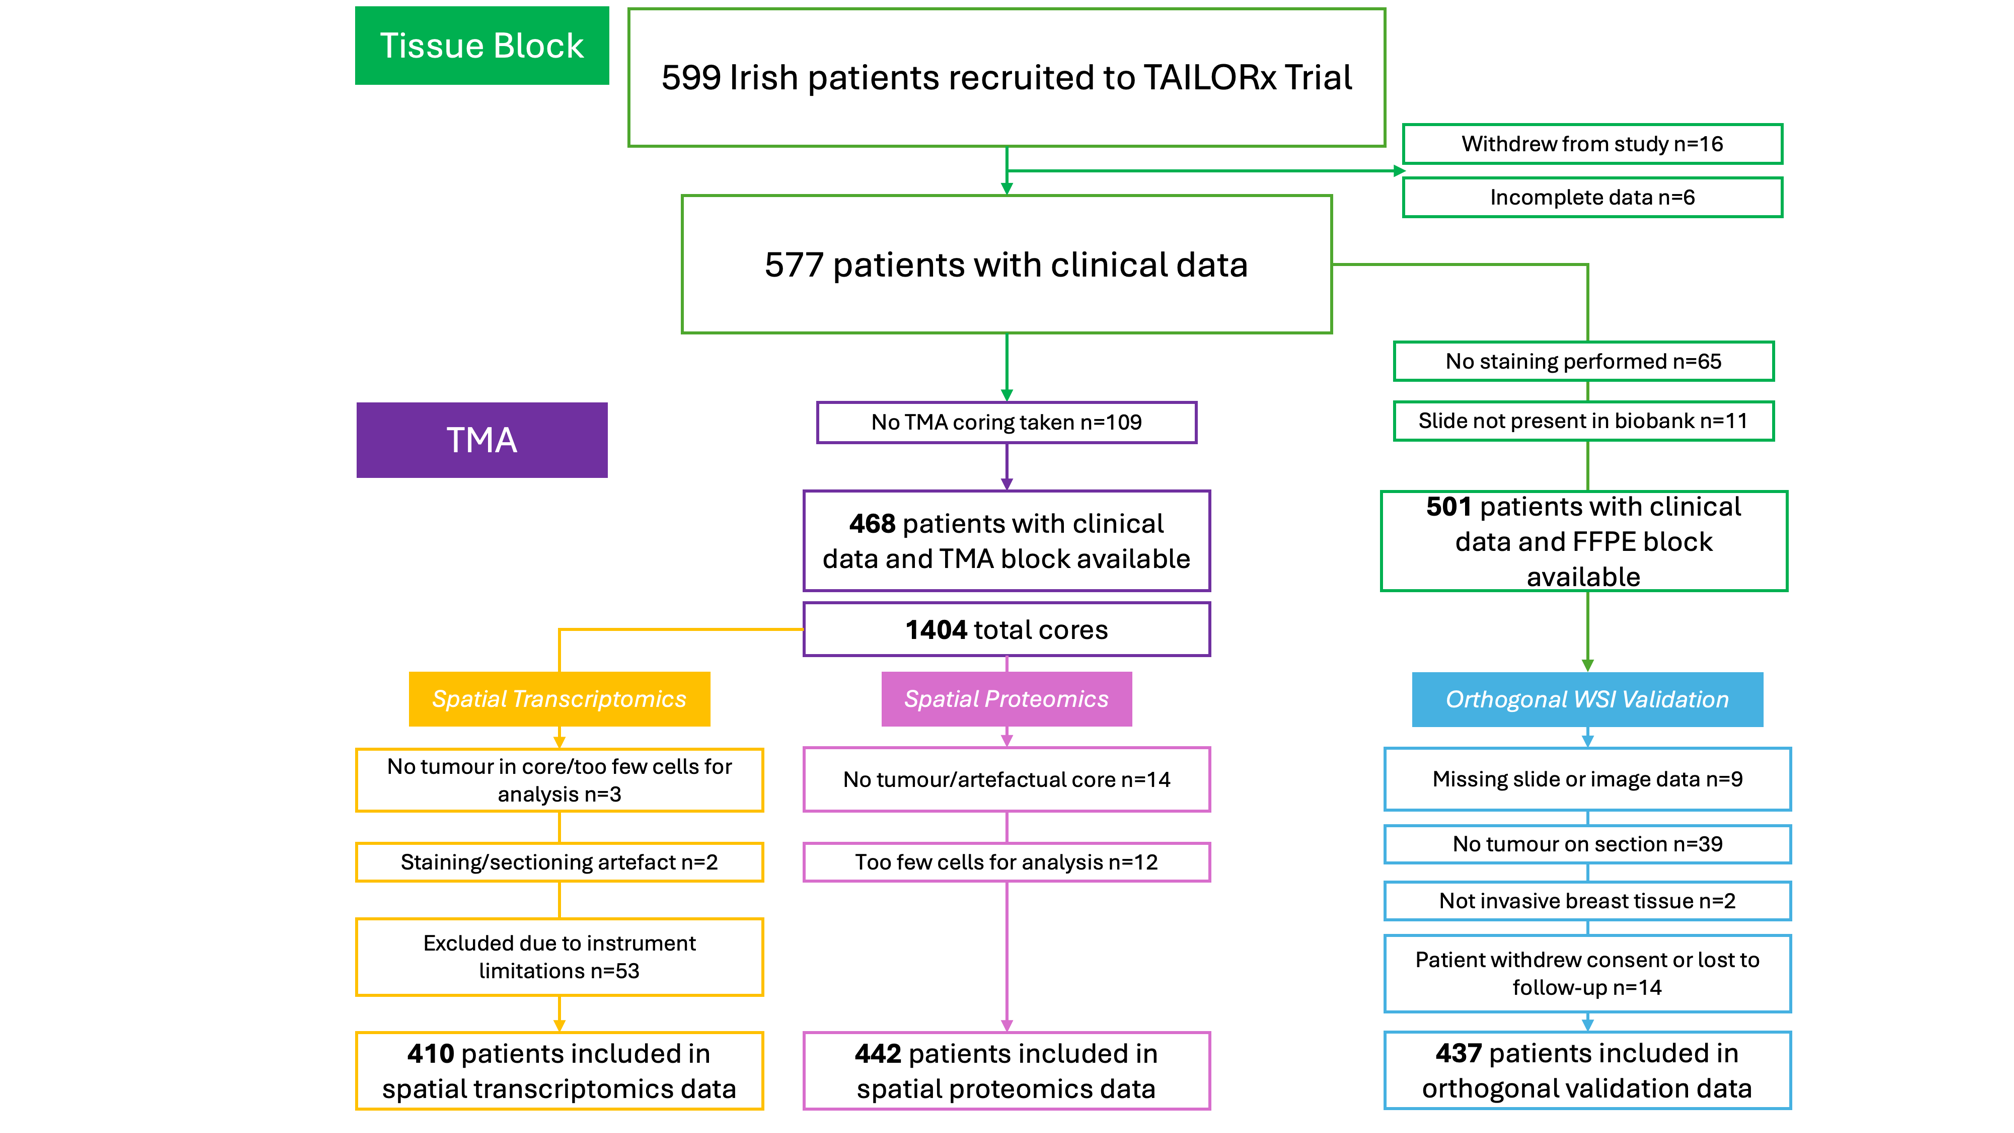 Tissue Block
599 Irish patients recruited to TAILORx Trial
Withdrew from study n=16
Incomplete data n=6
577 patients with clinical data
No staining performed n=65
Slide not present in biobank n=11
TMA
No TMA coring taken n=109
468 patients with clinical
data and TMA block available
501 patients with clinical
data and FFPE block
available
1404 total cores
Spatial Transcriptomics
Spatial Proteomics
Orthogonal WSI Validation
No tumour in core/too few cells for
analysis n=3
Staining/sectioning artefact n=2
Excluded due to instrument
limitations n=53
410 patients included in
spatial transcriptomics data
No tumour/artefactual core n=14
Too few cells for analysis n=12
442 patients included in
spatial proteomics data
Missing slide or image data n=9
No tumour on section n=39
Not invasive breast tissue n=2
Patient withdrew consent or lost to
follow-up n=14
437 patients included in
orthogonal validation data